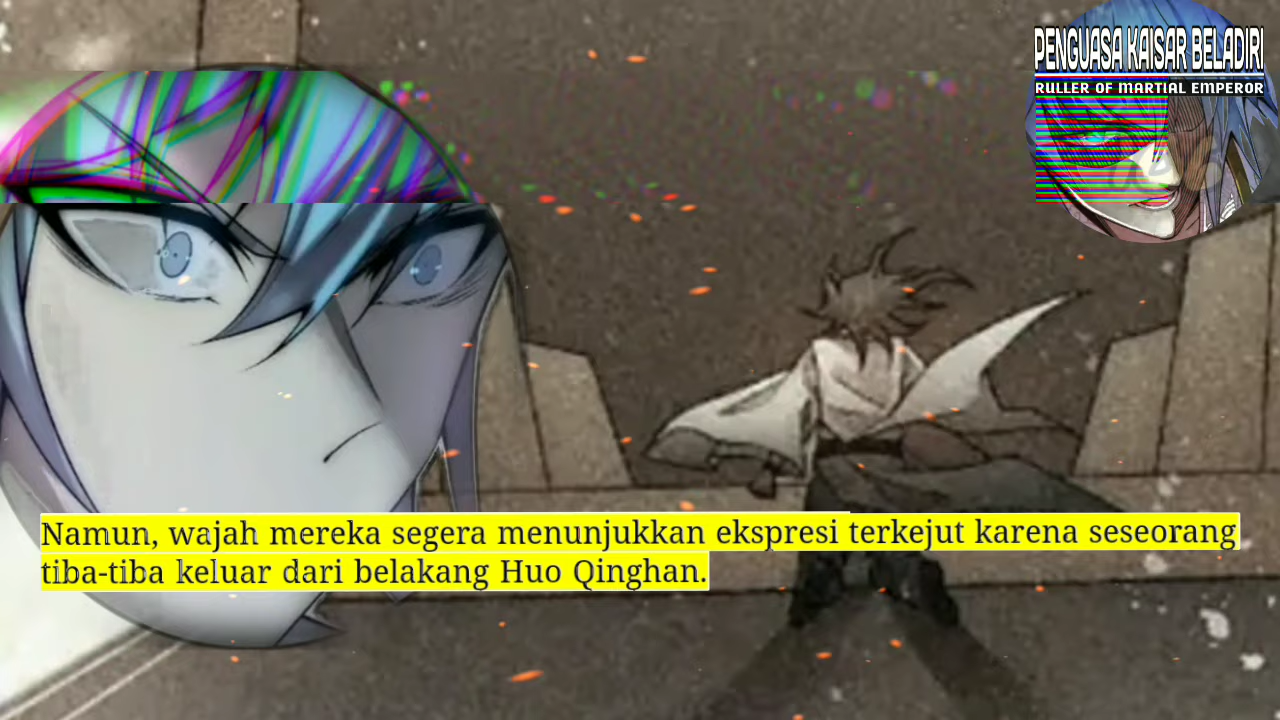 PENGUASA KAISAR BELADIRI
RULLER OF MARTIAL EMPEROR
Namun, wajah mereka segera menunjukkan ekspresi terkejut karena seseorang
tiba-tiba keluar dari belakang Huo Qinghan.